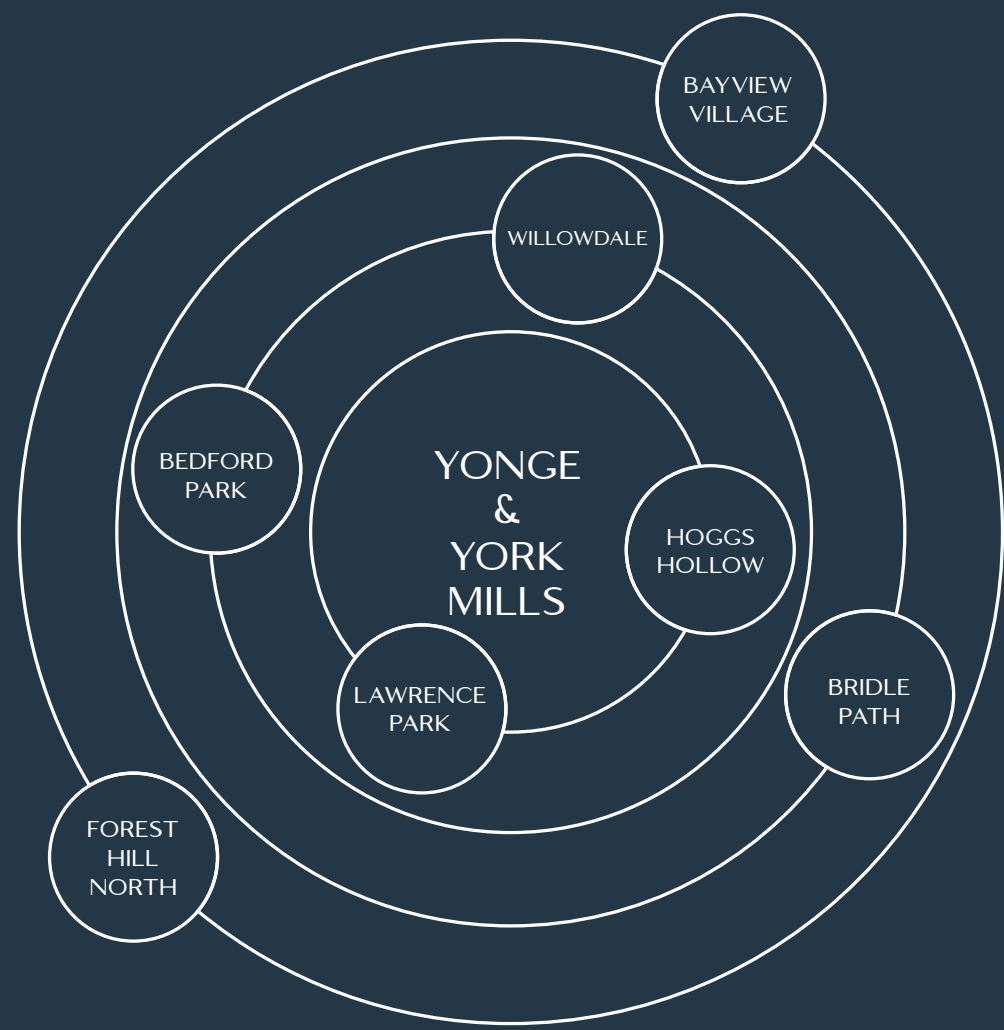 BAYVIEW
VILLAGE
WILLOWDALE
BEDFORD
PARK
YONGE
&
YORK
MILLS
HOGGS
HOLLOW
LAWRENCE
PARK
BRIDLE
PATH
FOREST
HILL
NORTH